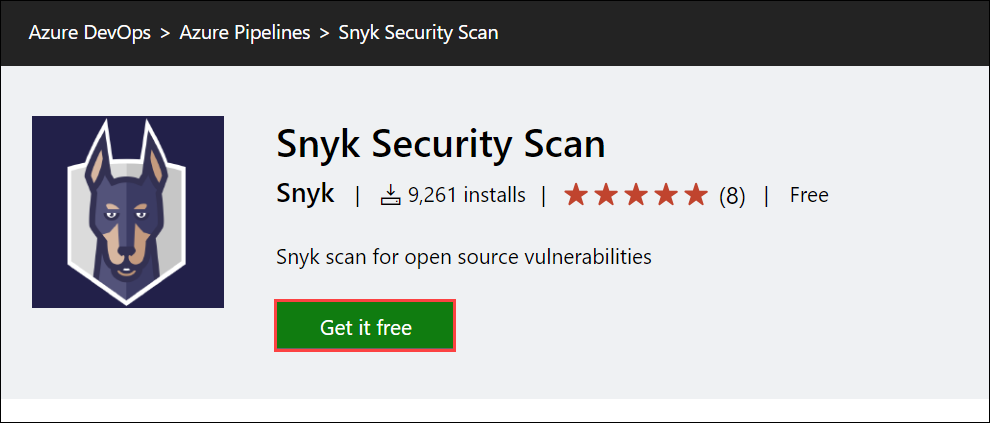 Azure DevOps > Azure Pipelines > Snyk Security Scan
Snyk Security Scan
Snyk | 9,261 installs | (8) | Free
Snyk scan for open source vulnerabilities
Get it free